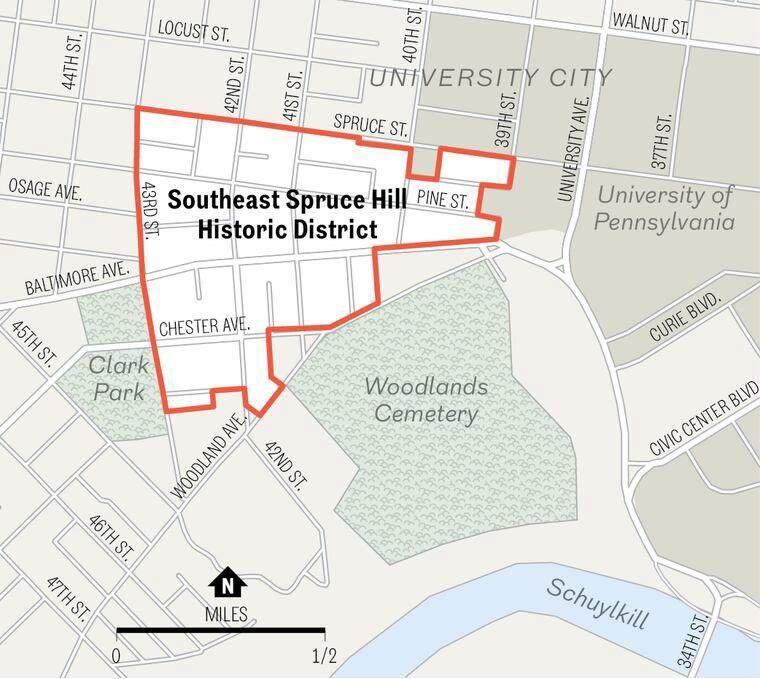 WALNUT ST.
LOCUST ST.
40TH ST.
44TH ST.
42ND ST.
41ST ST.
UNIVERSITY CITY
39TH ST.
UNIVERSITY AVE.
37TH ST.
SPRUCE ST.
OSAGE AVE.
43RD ST.
Southeast Spruce Hill
Historic District
PINE ST.
University of
Pennsylvania
BALTIMORE AVE.
CURIE BLVD.
45TH ST.
CHESTER AVE.
Clark
Park
Woodlands
Cemetery
CIVIC CENTER BLVD
WOODLAND AVE.
42ND ST.
46TH ST.
47TH ST.
N
MILES
0 1/2
Schuylkill
34TH ST.